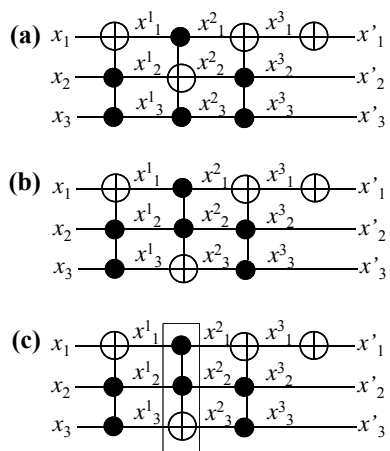 (a)
x₁ x¹₁ x²₁ x³₁ x'₁
x₂ x¹₂ x²₂ x³₂ x'₂
x₃ x¹₃ x²₃ x³₃ x'₃
(b)
x₁ x¹₁ x²₁ x³₁ x'₁
x₂ x¹₂ x²₂ x³₂ x'₂
x₃ x¹₃ x²₃ x³₃ x'₃
(c)
x₁ x¹₁ x²₁ x³₁ x'₁
x₂ x¹₂ x²₂ x³₂ x'₂
x₃ x¹₃ x²₃ x³₃ x'₃